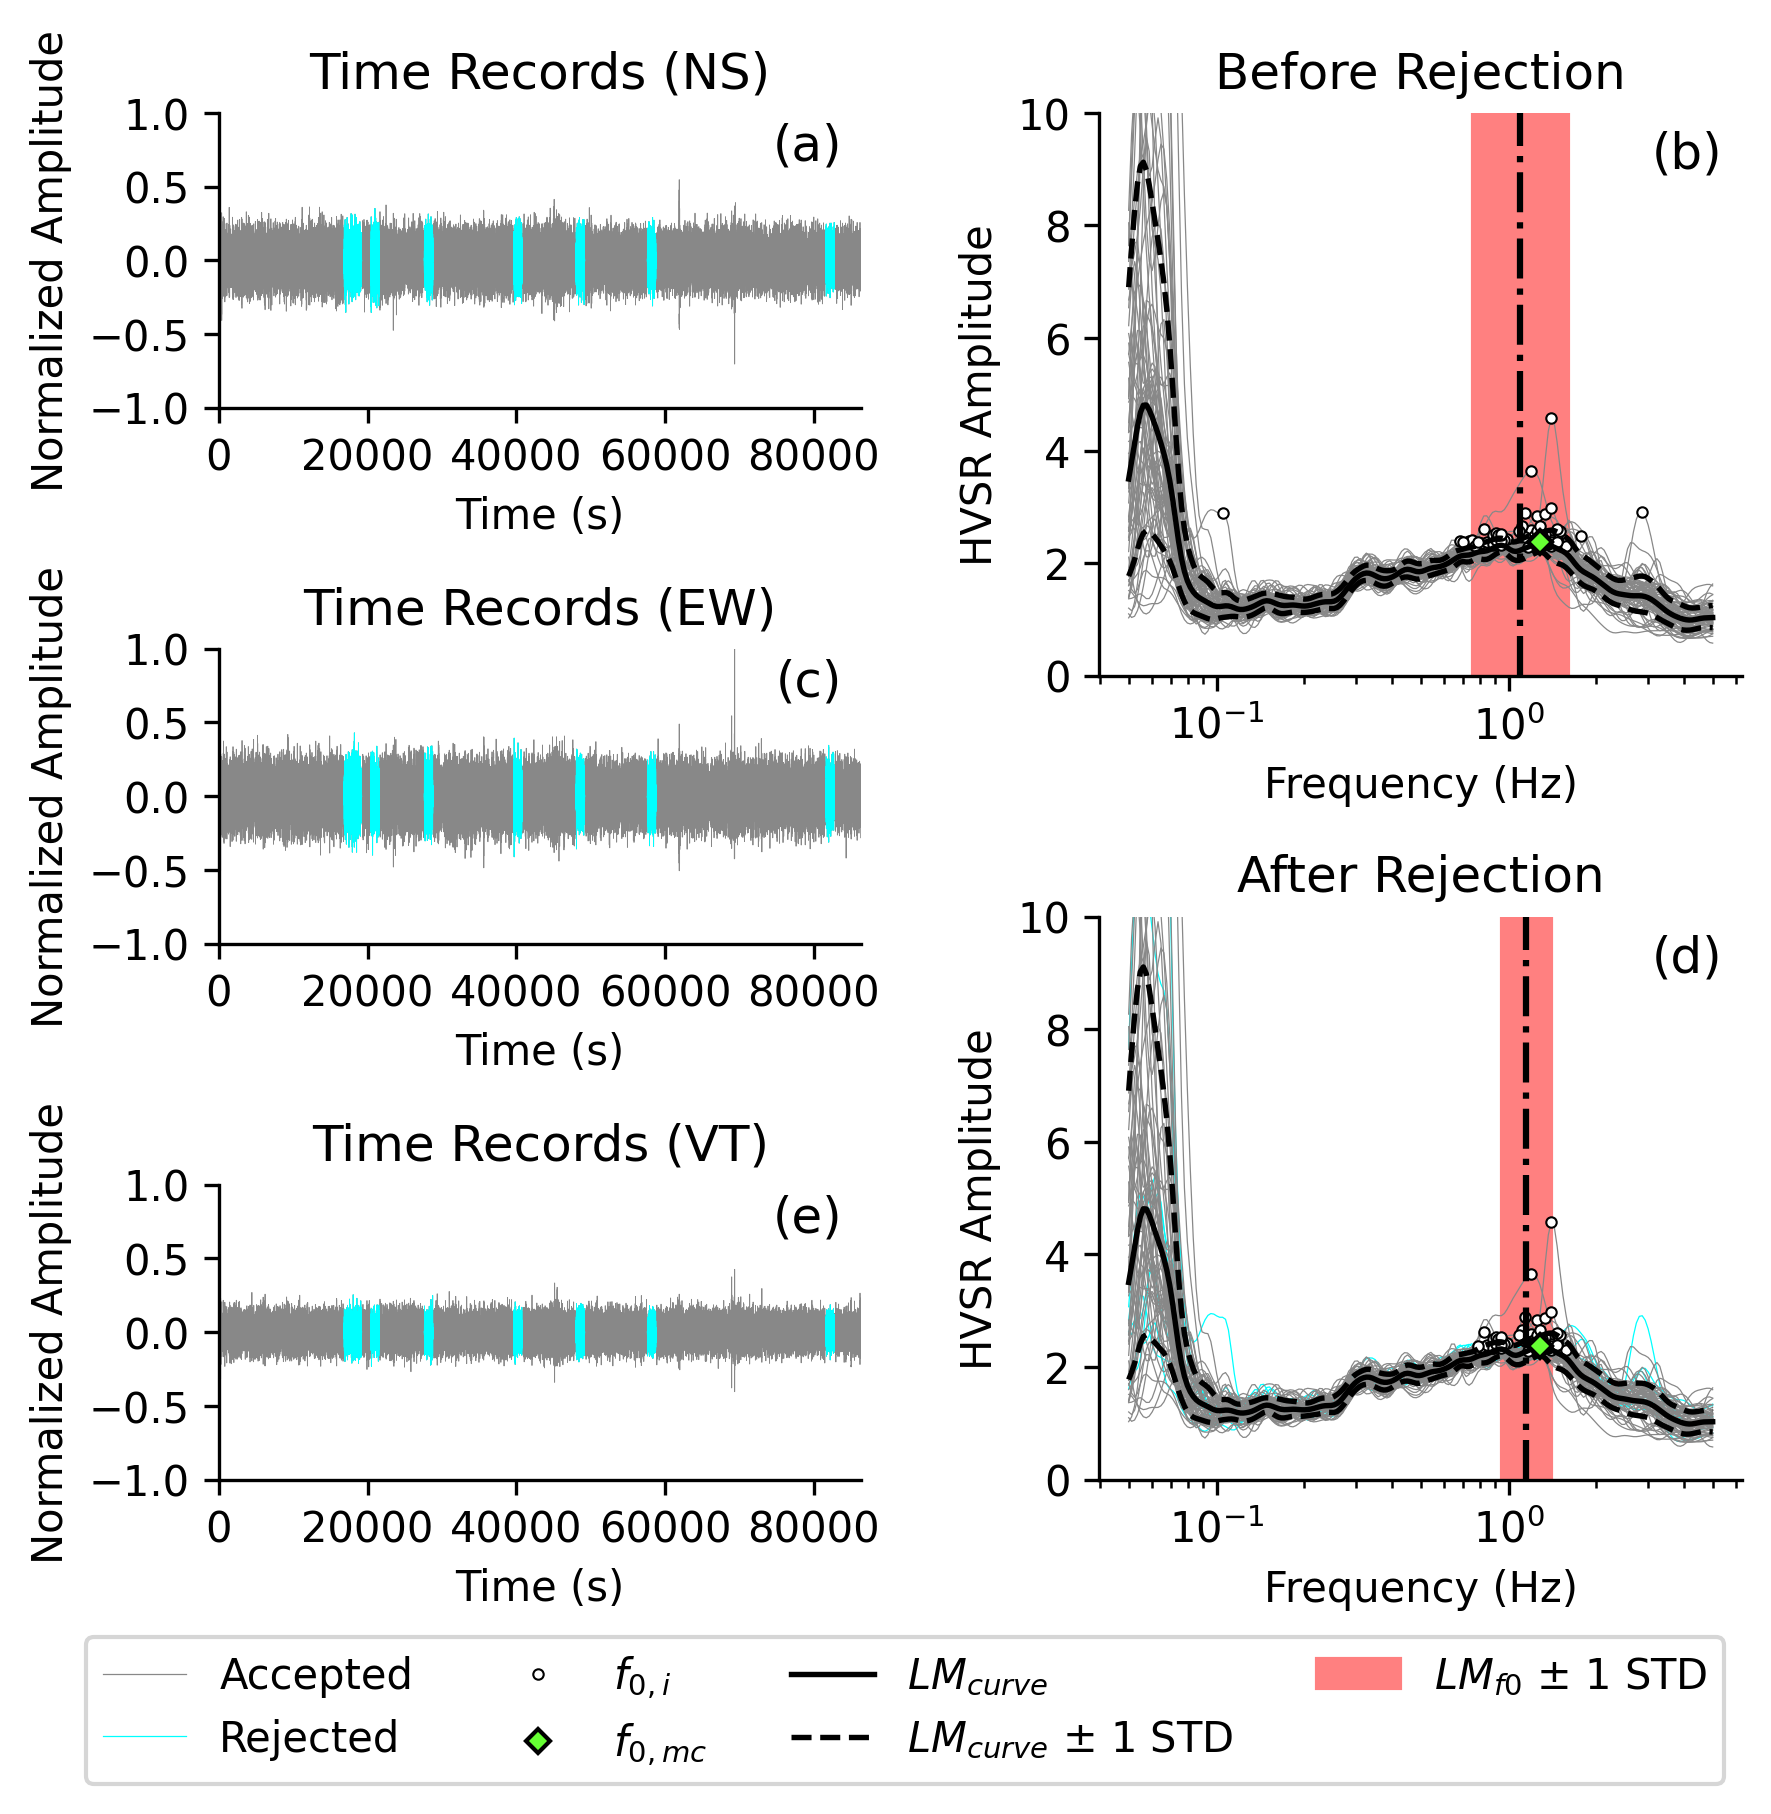 Time Records (NS)
(a)
Normalized Amplitude
1.0
0.5
0.0
−0.5
−1.0
0 20000 40000 60000 80000
Time (s)
Before Rejection
(b)
HVSR Amplitude
10
8
6
4
2
0
10⁻¹ 10⁰
Frequency (Hz)
Time Records (EW)
(c)
Normalized Amplitude
1.0
0.5
0.0
−0.5
−1.0
0 20000 40000 60000 80000
Time (s)
After Rejection
(d)
HVSR Amplitude
10
8
6
4
2
0
10⁻¹ 10⁰
Frequency (Hz)
Time Records (VT)
(e)
Normalized Amplitude
1.0
0.5
0.0
−0.5
−1.0
0 20000 40000 60000 80000
Time (s)
Accepted
Rejected
f0,i
f0,mc
LMcurve
LMcurve ± 1 STD
LMf0 ± 1 STD